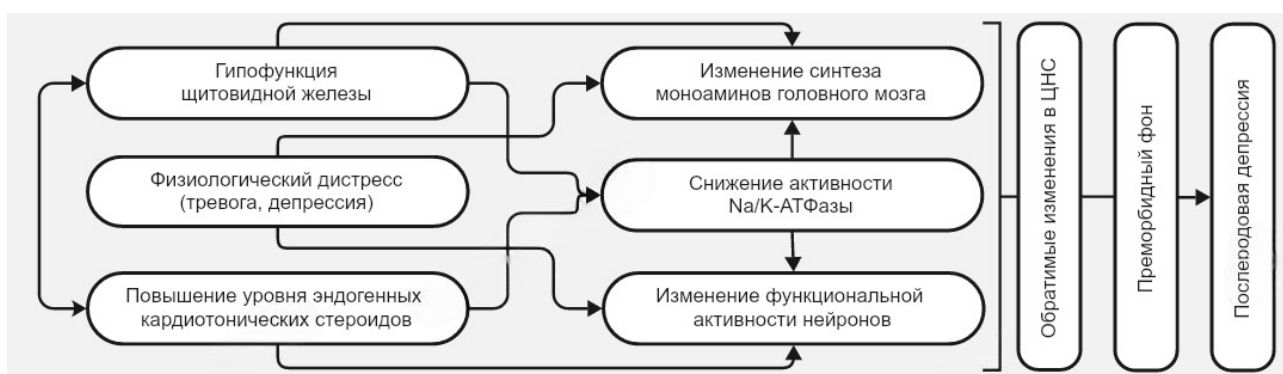 Гипофункция
щитовидной железы
Физиологический дистресс
(тревога, депрессия)
Повышение уровня эндогенных
кардиотонических стероидов
Изменение синтеза
моноаминов головного мозга
Снижение активности
Na/K-АТФазы
Изменение функциональной
активности нейронов
Обратимые изменения в ЦНС
Преморбидный фон
Послеродовая депрессия